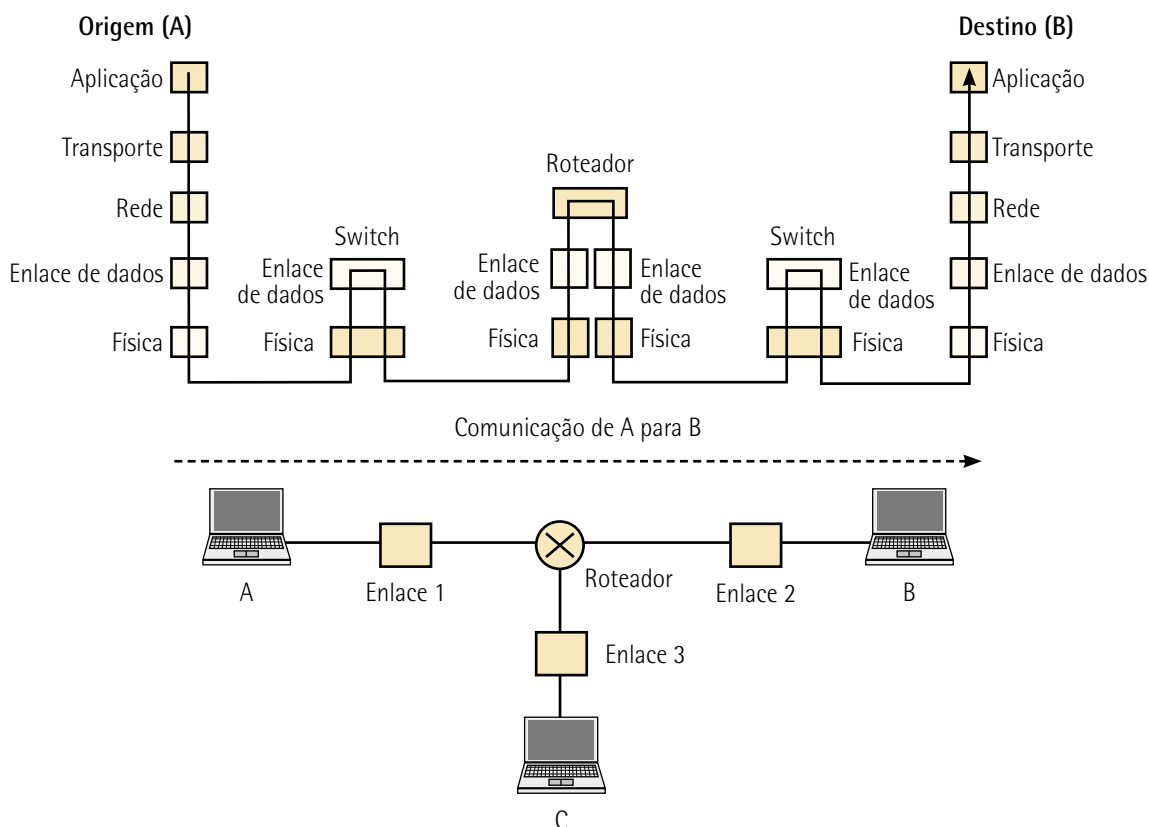 Origem (A)
Destino (B)
Aplicação
Aplicação
Transporte
Transporte
Roteador
Rede
Rede
Switch
Switch
Enlace de dados
Enlace
de dados
Enlace
de dados
Enlace
de dados
Enlace
de dados
Enlace de dados
Física
Física
Física
Física
Física
Física
Comunicação de A para B
A
Enlace 1
Roteador
Enlace 2
B
Enlace 3
C